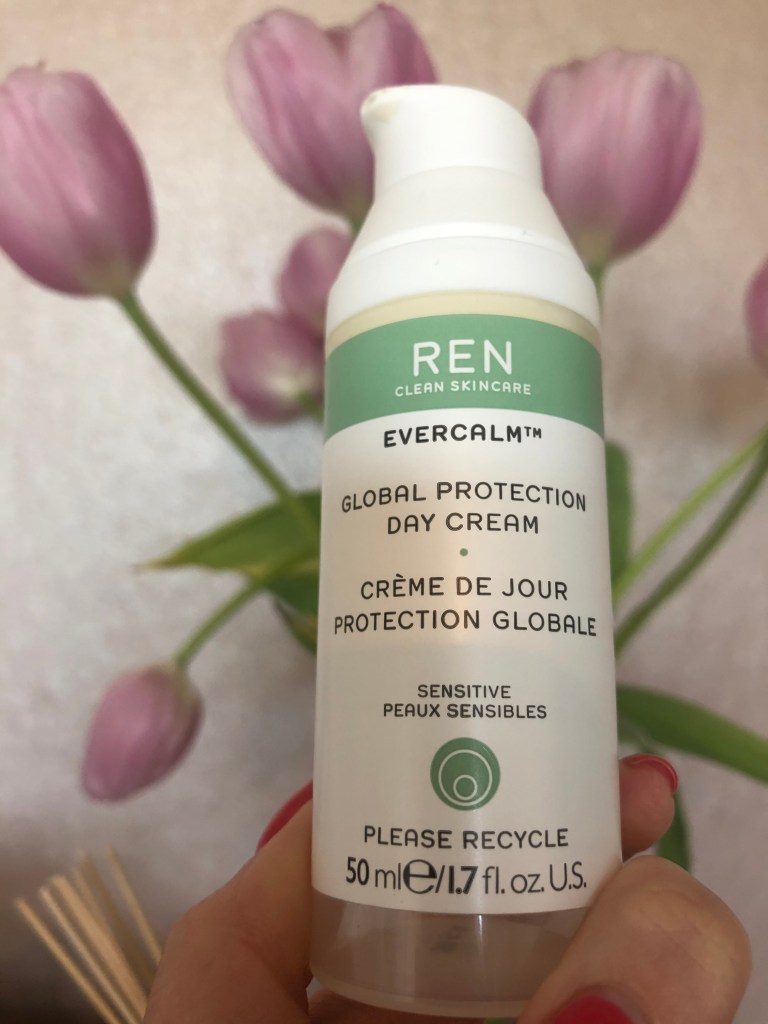 REN
CLEAN SKINCARE
EVERCALM™
GLOBAL PROTECTION
DAY CREAM
•
CRÈME DE JOUR
PROTECTION GLOBALE
SENSITIVE
PEAUX SENSIBLES
PLEASE RECYCLE
50 ml℮/1.7 fl. oz. U.S.